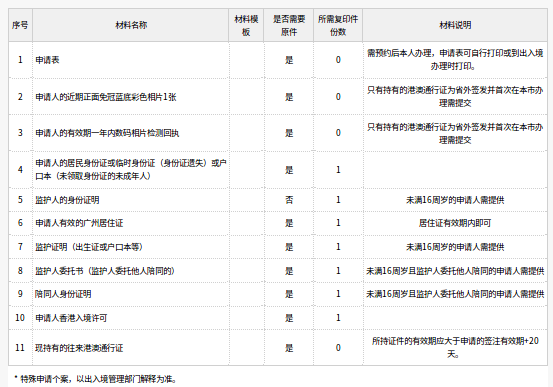 序号 材料名称 材料模板 是否需要原件 所需复印件份数 材料说明
1 申请表 是 0 需预约后本人办理，申请表可自行打印或到出入境办理时打印。
2 申请人的近期正面免冠蓝底彩色相片1张 是 0 只有持有的港澳通行证为省外签发并首次在本市办理需提交
3 申请人的有效期一年内数码相片检测回执 是 0 只有持有的港澳通行证为省外签发并首次在本市办理需提交
4 申请人的居民身份证或临时身份证（身份证遗失）或户口本（未领取身份证的未成年人） 是 1
5 监护人的身份证明 否 1 未满16周岁的申请人需提供
6 申请人有效的广州居住证 是 1 居住证有效期内即可
7 监护证明（出生证或户口本等） 是 1 未满16周岁的申请人需提供
8 监护人委托书（监护人委托他人陪同的） 是 1 未满16周岁且监护人委托他人陪同的申请人需提供
9 陪同人身份证明 是 1 未满16周岁且监护人委托他人陪同的申请人需提供
10 申请人香港入境许可 是 1
11 现持有的往来港澳通行证 是 0 所持证件的有效期应大于申请的签注有效期+20天。
* 特殊申请个案，以出入境管理部门解释为准。